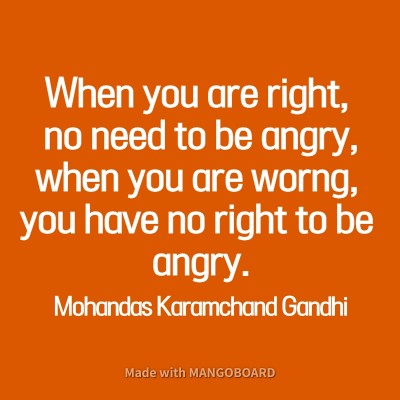 When you are right,
no need to be angry,
when you are worng,
you have no right to be
angry.
Mohandas Karamchand Gandhi
Made with MANGOBOARD